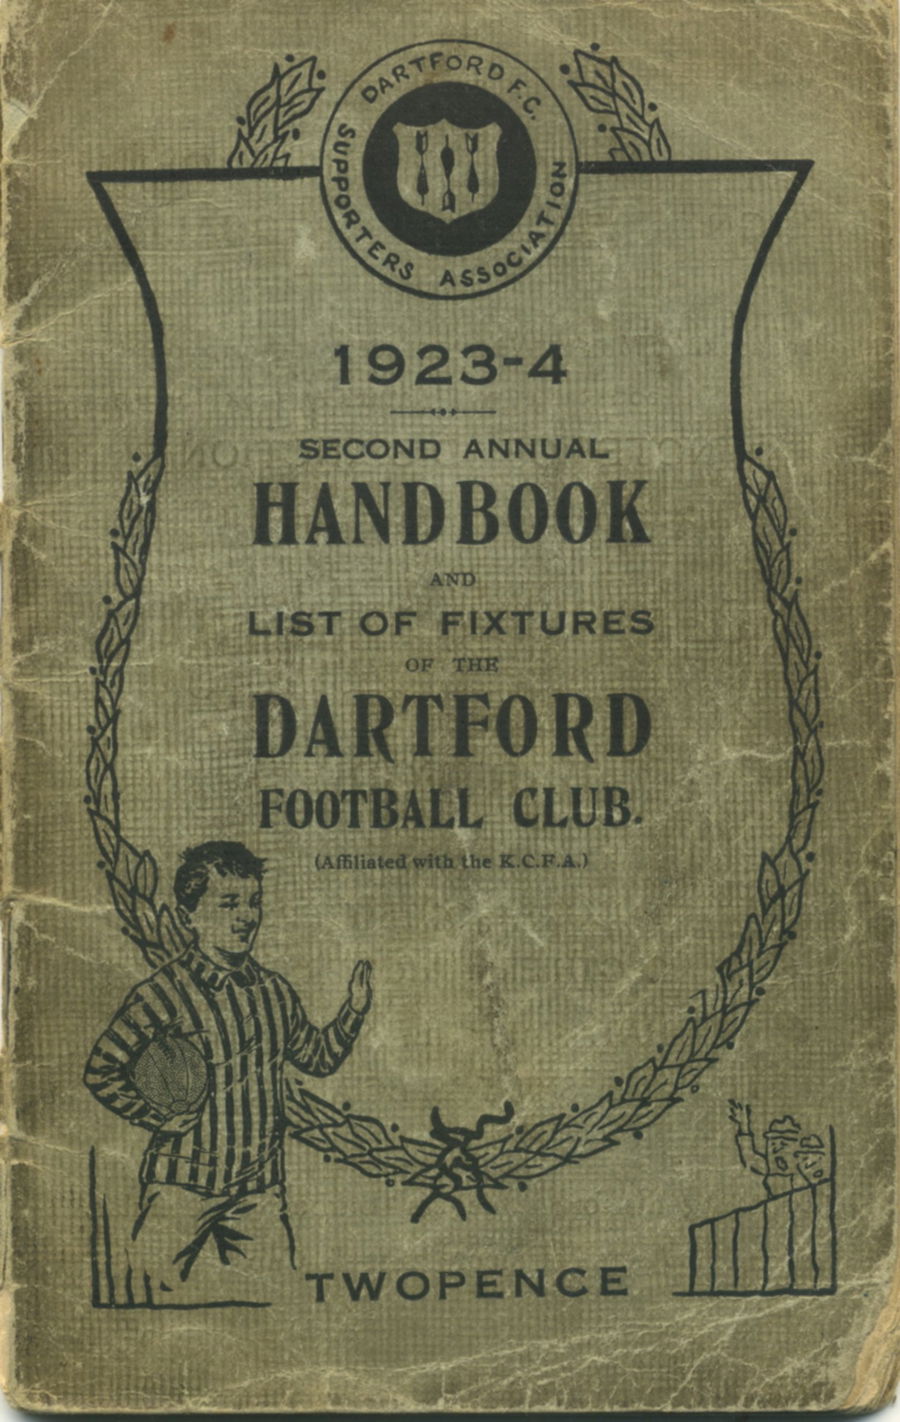 DARTFORD F.C.
SUPPORTERS ASSOCIATION
1923-4
SECOND ANNUAL
HANDBOOK
AND
LIST OF FIXTURES
OF THE
DARTFORD
FOOTBALL CLUB.
(Affiliated with the K.C.F.A.)
TWOPENCE